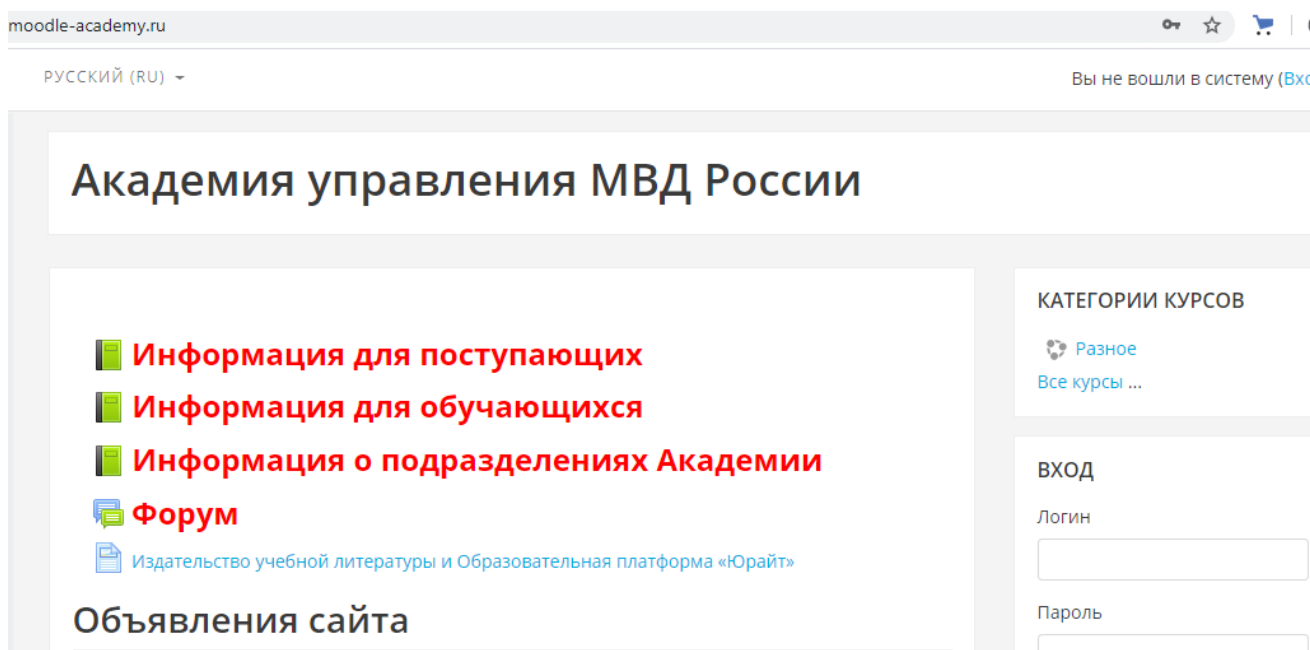 moodle-academy.ru
РУССКИЙ (RU)
Вы не вошли в систему (Вхо
Академия управления МВД России
Информация для поступающих
Информация для обучающихся
Информация о подразделениях Академии
Форум
Издательство учебной литературы и Образовательная платформа «Юрайт»
Объявления сайта
КАТЕГОРИИ КУРСОВ
Разное
Все курсы ...
ВХОД
Логин
Пароль